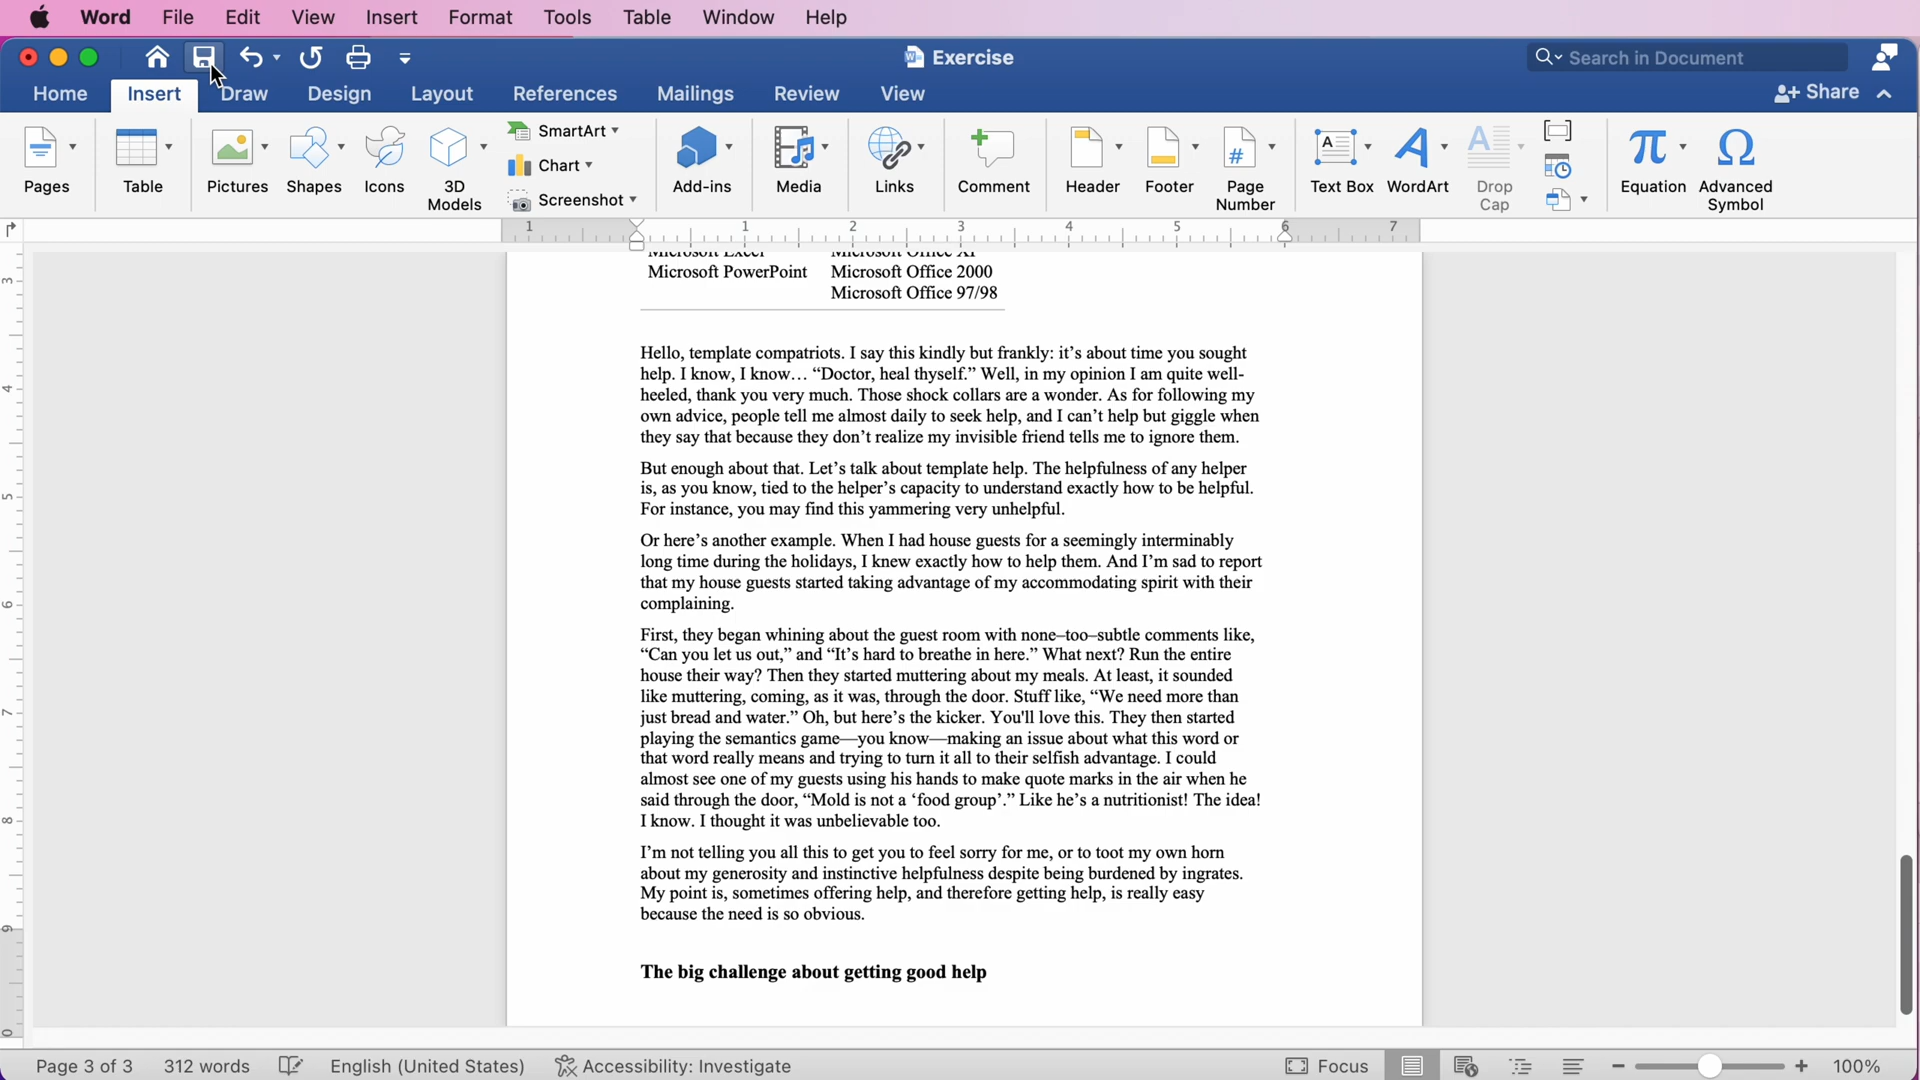 Word File Edit View Insert Format Tools Table Window Help
Exercise
Search in Document
Home Insert Draw Design Layout References Mailings Review View
Share
SmartArt
Chart
Screenshot
Pages Table Pictures Shapes Icons 3D Models Add-ins Media Links Comment Header Footer Page Number Text Box WordArt Drop Cap Equation Advanced Symbol
1 1 2 3 4 5 6 7
3
4
5
6
7
8
9
Microsoft Excel Microsoft Office XP
Microsoft PowerPoint Microsoft Office 2000
Microsoft Office 97/98
Hello, template compatriots. I say this kindly but frankly: it’s about time you sought
help. I know, I know… “Doctor, heal thyself.” Well, in my opinion I am quite well-
heeled, thank you very much. Those shock collars are a wonder. As for following my
own advice, people tell me almost daily to seek help, and I can’t help but giggle when
they say that because they don’t realize my invisible friend tells me to ignore them.
But enough about that. Let’s talk about template help. The helpfulness of any helper
is, as you know, tied to the helper’s capacity to understand exactly how to be helpful.
For instance, you may find this yammering very unhelpful.
Or here’s another example. When I had house guests for a seemingly interminably
long time during the holidays, I knew exactly how to help them. And I’m sad to report
that my house guests started taking advantage of my accommodating spirit with their
complaining.
First, they began whining about the guest room with none–too–subtle comments like,
“Can you let us out,” and “It’s hard to breathe in here.” What next? Run the entire
house their way? Then they started muttering about my meals. At least, it sounded
like muttering, coming, as it was, through the door. Stuff like, “We need more than
just bread and water.” Oh, but here’s the kicker. You'll love this. They then started
playing the semantics game—you know—making an issue about what this word or
that word really means and trying to turn it all to their selfish advantage. I could
almost see one of my guests using his hands to make quote marks in the air when he
said through the door, “Mold is not a ‘food group’.” Like he’s a nutritionist! The idea!
I know. I thought it was unbelievable too.
I’m not telling you all this to get you to feel sorry for me, or to toot my own horn
about my generosity and instinctive helpfulness despite being burdened by ingrates.
My point is, sometimes offering help, and therefore getting help, is really easy
because the need is so obvious.
The big challenge about getting good help
Page 3 of 3 312 words English (United States) Accessibility: Investigate Focus 100%